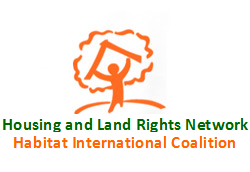 Housing and Land Rights Network
Habitat International Coalition